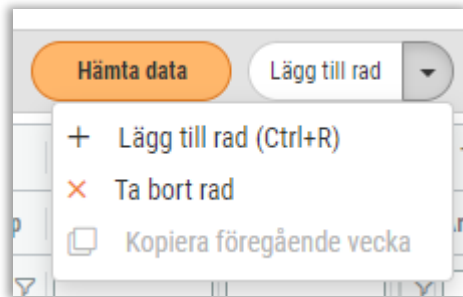 Hämta data
Lägg till rad
Lägg till rad (Ctrl+R)
Ta bort rad
Kopiera föregående vecka